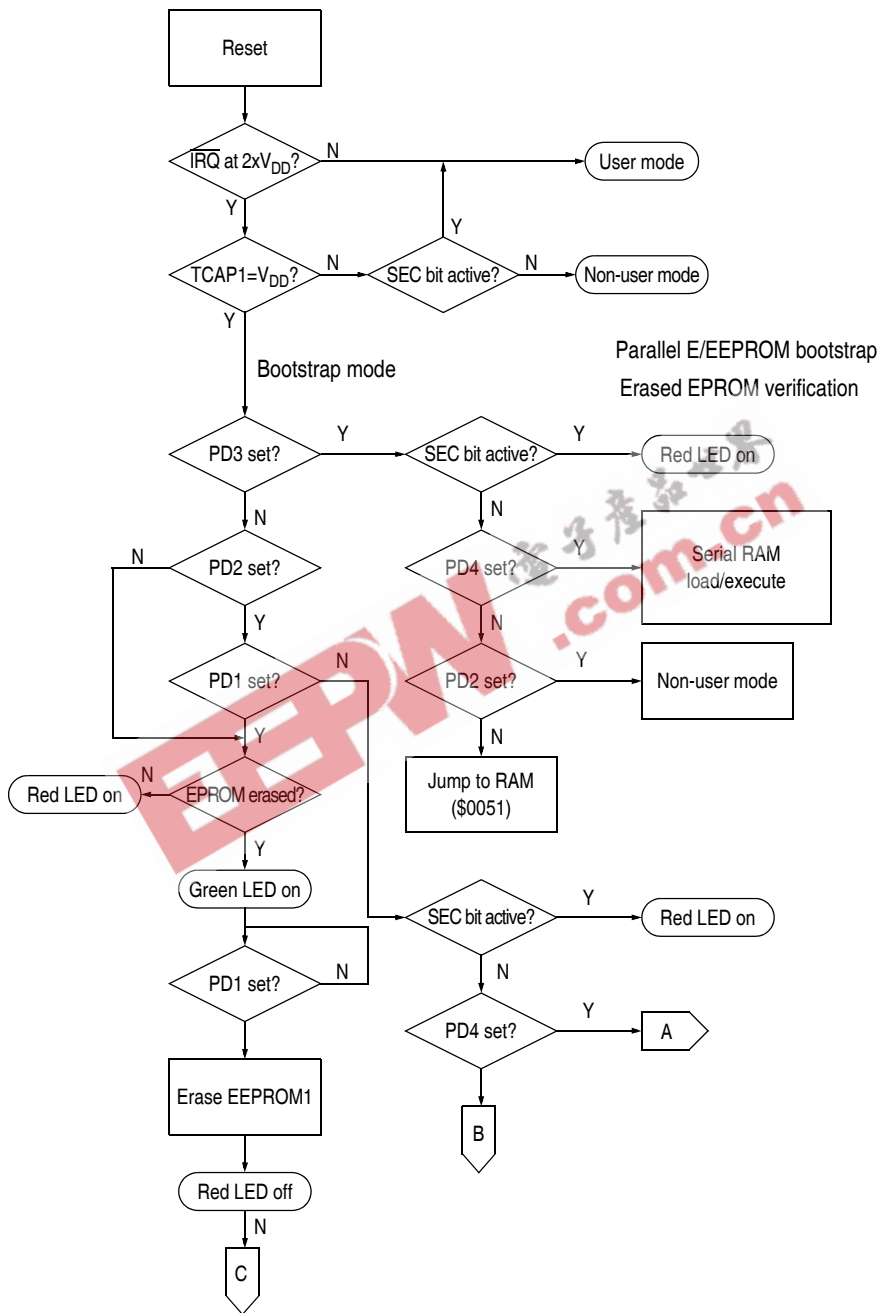 Reset
IRQ at 2xVDD?
N
User mode
Y
Y
TCAP1=VDD?
N
SEC bit active?
N
Non-user mode
Y
Parallel E/EEPROM bootstrap
Bootstrap mode
Erased EPROM verification
PD3 set?
Y
SEC bit active?
Y
Red LED on
N
N
N
PD2 set?
PD4 set?
Y
Serial RAM
load/execute
Y
N
PD1 set?
N
PD2 set?
Y
Non-user mode
Y
N
Red LED on
N
EPROM erased?
Jump to RAM
($0051)
Y
Green LED on
SEC bit active?
Y
Red LED on
PD1 set?
N
N
PD4 set?
Y
A
Erase EEPROM1
B
Red LED off
N
C
EEPW
電子產品世界
.com.cn